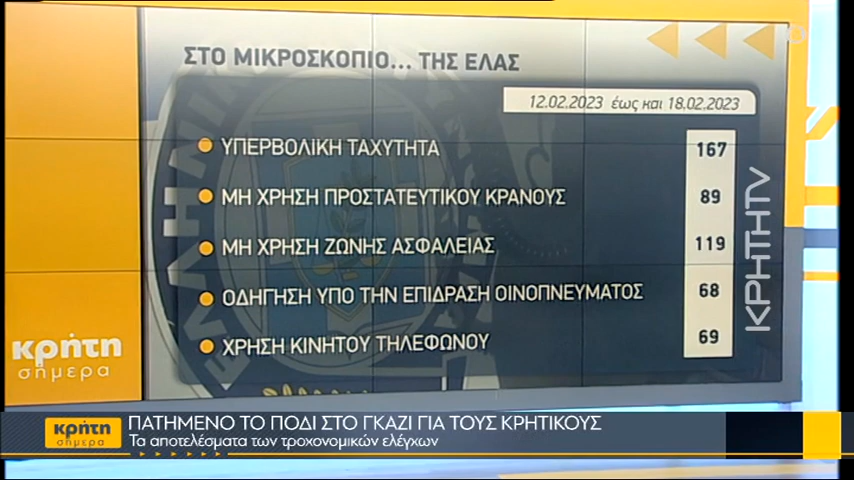 ΣΤΟ ΜΙΚΡΟΣΚΟΠΙΟ... ΤΗΣ ΕΛΑΣ
12.02.2023 έως και 18.02.2023
ΥΠΕΡΒΟΛΙΚΗ ΤΑΧΥΤΗΤΑ 167
ΜΗ ΧΡΗΣΗ ΠΡΟΣΤΑΤΕΥΤΙΚΟΥ ΚΡΑΝΟΥΣ 89
ΜΗ ΧΡΗΣΗ ΖΩΝΗΣ ΑΣΦΑΛΕΙΑΣ 119
ΟΔΗΓΗΣΗ ΥΠΟ ΤΗΝ ΕΠΙΔΡΑΣΗ ΟΙΝΟΠΝΕΥΜΑΤΟΣ 68
ΧΡΗΣΗ ΚΙΝΗΤΟΥ ΤΗΛΕΦΩΝΟΥ 69
ΚΡΗΤΗTV
κρήτη
σήμερα
κρήτη
σήμερα
ΠΑΤΗΜΕΝΟ ΤΟ ΠΟΔΙ ΣΤΟ ΓΚΑΖΙ ΓΙΑ ΤΟΥΣ ΚΡΗΤΙΚΟΥΣ
Τα αποτελέσματα των τροχονομικών ελέγχων